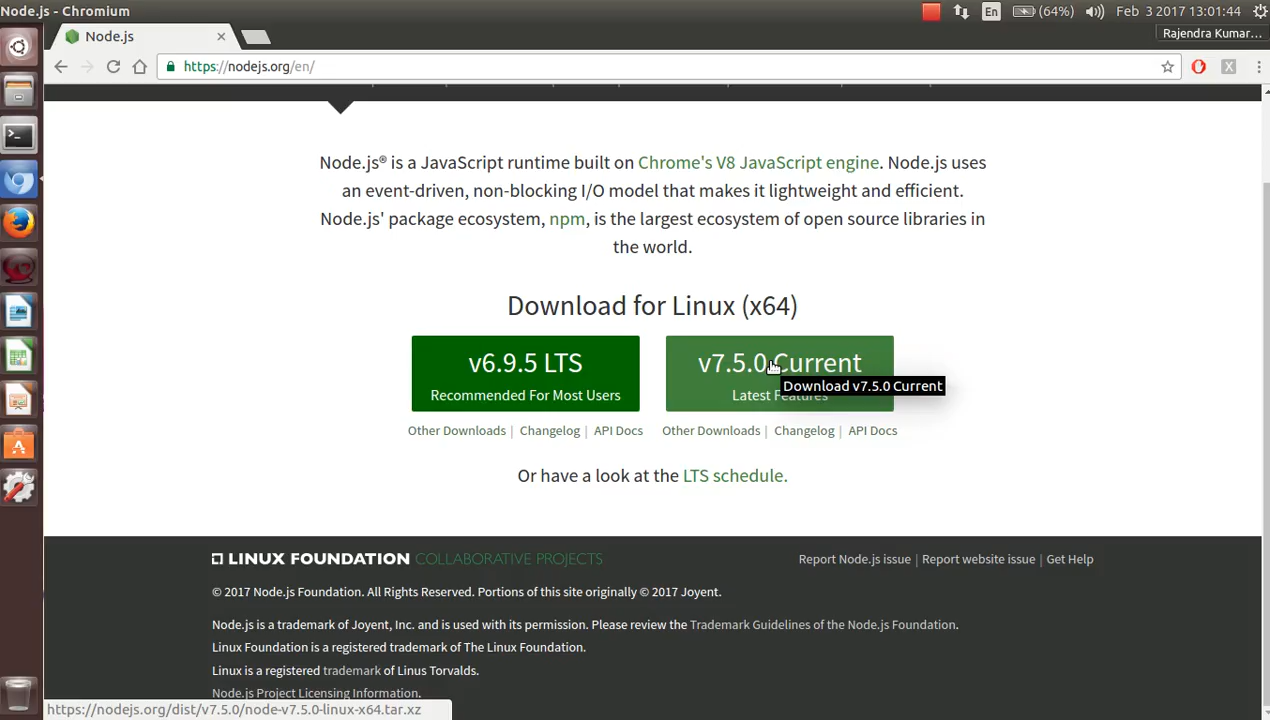 Node.js - Chromium
En
(64%)
Feb 3 2017 13:01:44
Node.js
Rajendra Kumar...
https://nodejs.org/en/
Node.js® is a JavaScript runtime built on Chrome's V8 JavaScript engine. Node.js uses
an event-driven, non-blocking I/O model that makes it lightweight and efficient.
Node.js' package ecosystem, npm, is the largest ecosystem of open source libraries in
the world.
Download for Linux (x64)
v6.9.5 LTS
Recommended For Most Users
v7.5.0 Current
Latest Features
Download v7.5.0 Current
Other Downloads | Changelog | API Docs
Other Downloads | Changelog | API Docs
Or have a look at the LTS schedule.
LINUX FOUNDATION COLLABORATIVE PROJECTS
Report Node.js issue | Report website issue | Get Help
© 2017 Node.js Foundation. All Rights Reserved. Portions of this site originally © 2017 Joyent.
Node.js is a trademark of Joyent, Inc. and is used with its permission. Please review the Trademark Guidelines of the Node.js Foundation.
Linux Foundation is a registered trademark of The Linux Foundation.
Linux is a registered trademark of Linus Torvalds.
Node.js Project Licensing Information.
https://nodejs.org/dist/v7.5.0/node-v7.5.0-linux-x64.tar.xz